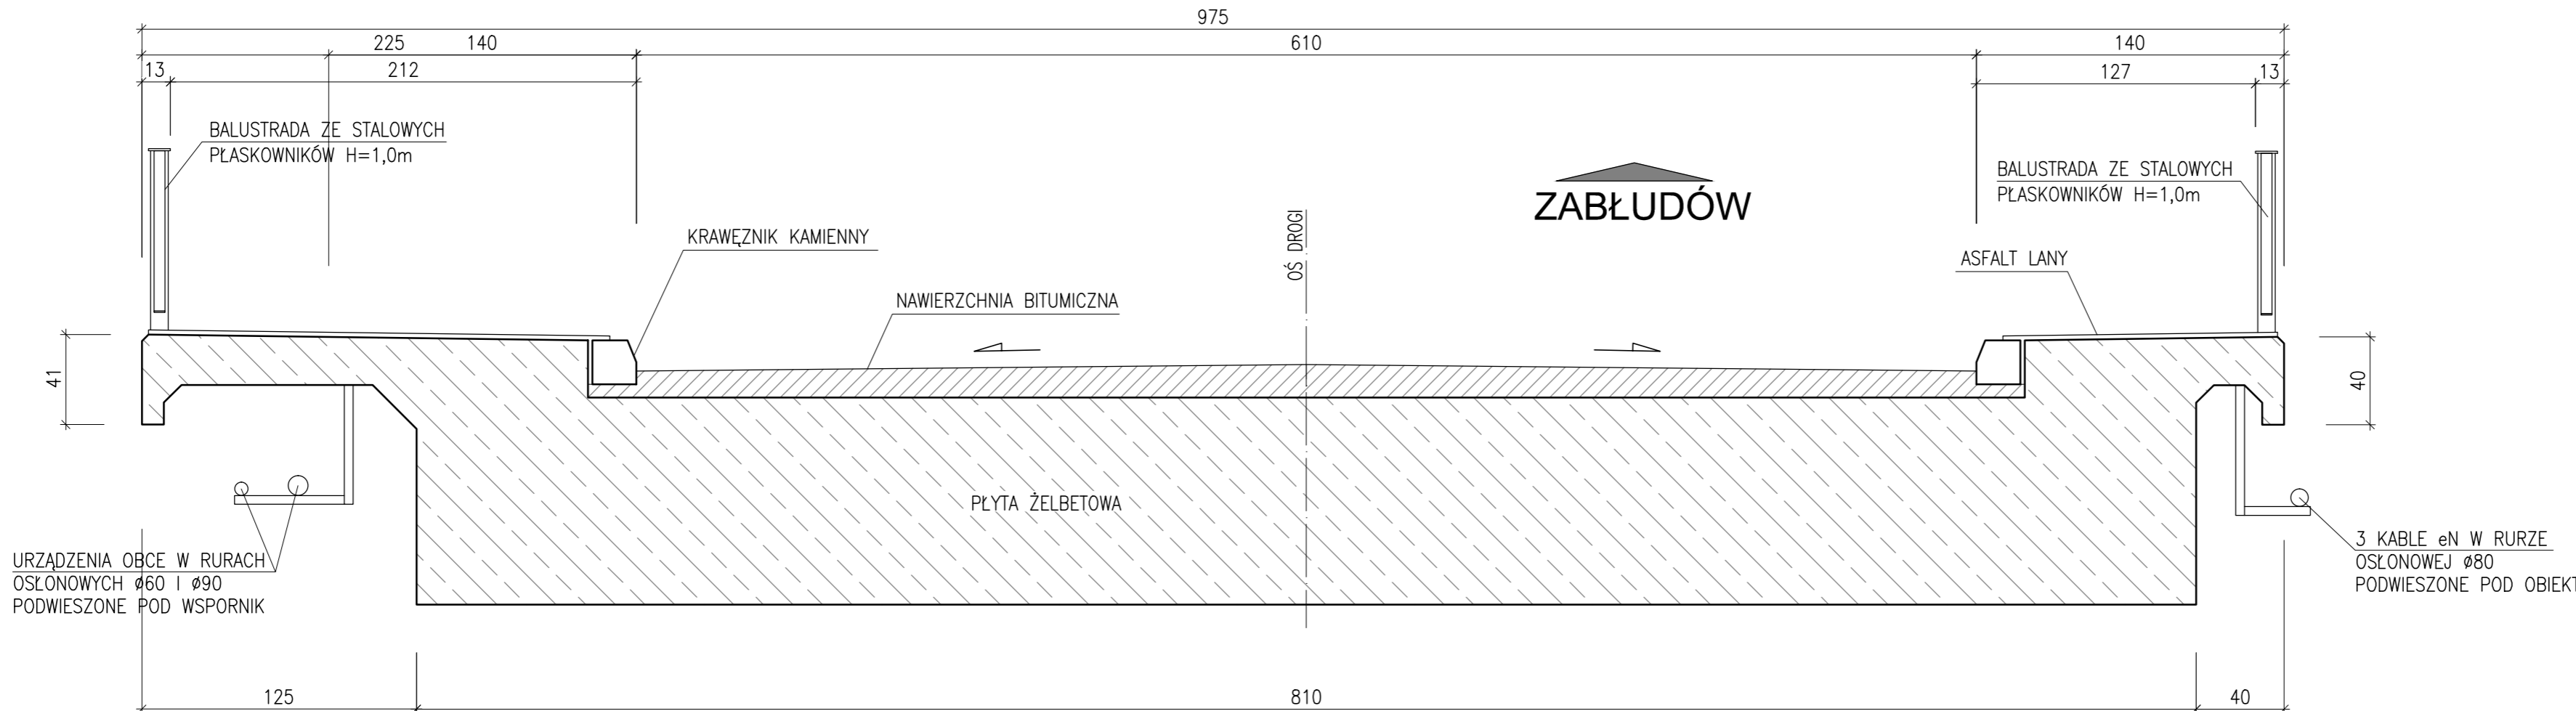 975
225
140
610
140
13
212
127
13
BALUSTRADA ZE STALOWYCH
PŁASKOWNIKÓW H=1,0m
BALUSTRADA ZE STALOWYCH
PŁASKOWNIKÓW H=1,0m
ZABŁUDÓW
KRAWĘZNIK KAMIENNY
OŚ DROGI
ASFALT LANY
NAWIERZCHNIA BITUMICZNA
41
40
PŁYTA ŻELBETOWA
URZĄDZENIA OBCE W RURACH
OSŁONOWYCH ø60 I ø90
PODWIESZONE POD WSPORNIK
3 KABLE eN W RURZE
OSŁONOWEJ ø80
PODWIESZONE POD OBIEKT
125
810
40